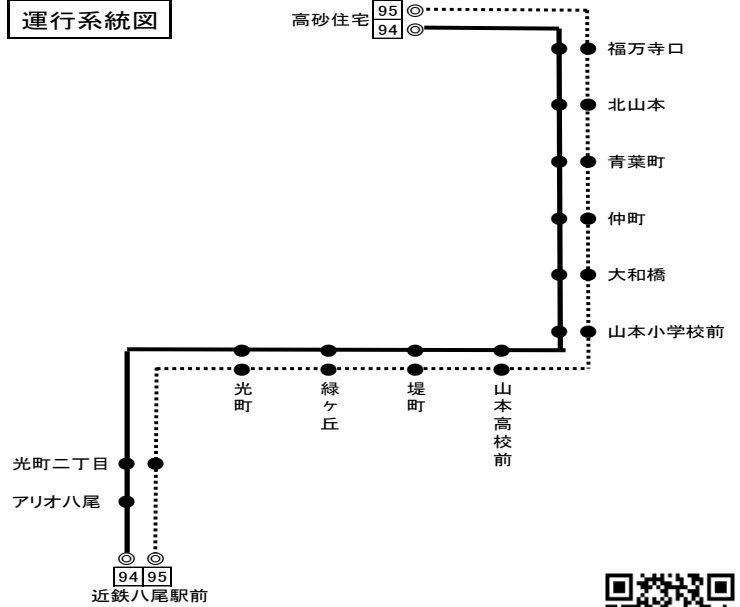 運行系統図
高砂住宅
95
94
福万寺口
北山本
青葉町
仲町
大和橋
山本小学校前
光町
緑ヶ丘
堤町
山本高校前
光町二丁目
アリオ八尾
94 95
近鉄八尾駅前